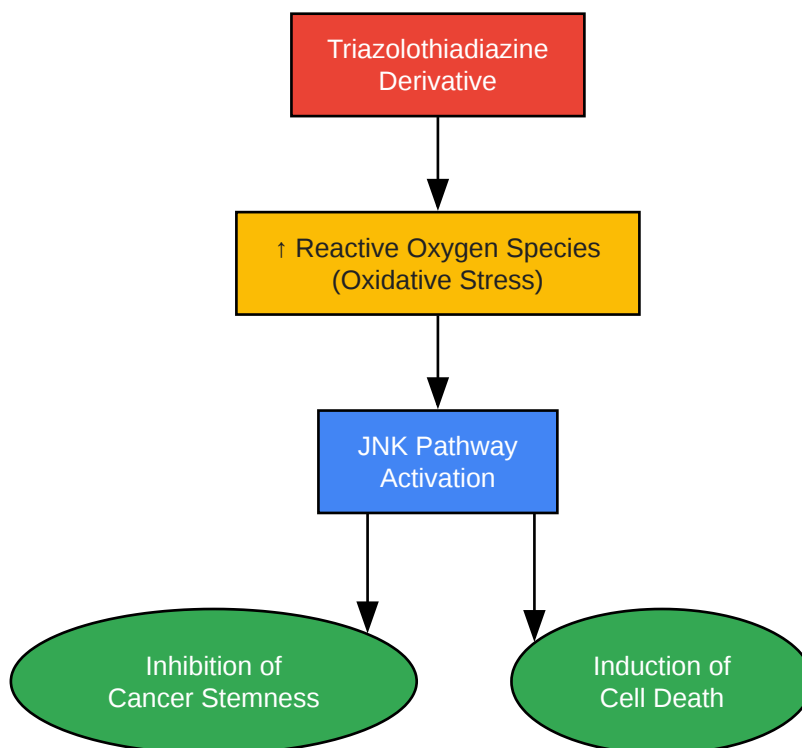 Triazolothiadiazine
Derivative
↑ Reactive Oxygen Species
(Oxidative Stress)
JNK Pathway
Activation
Inhibition of
Cancer Stemness
Induction of
Cell Death